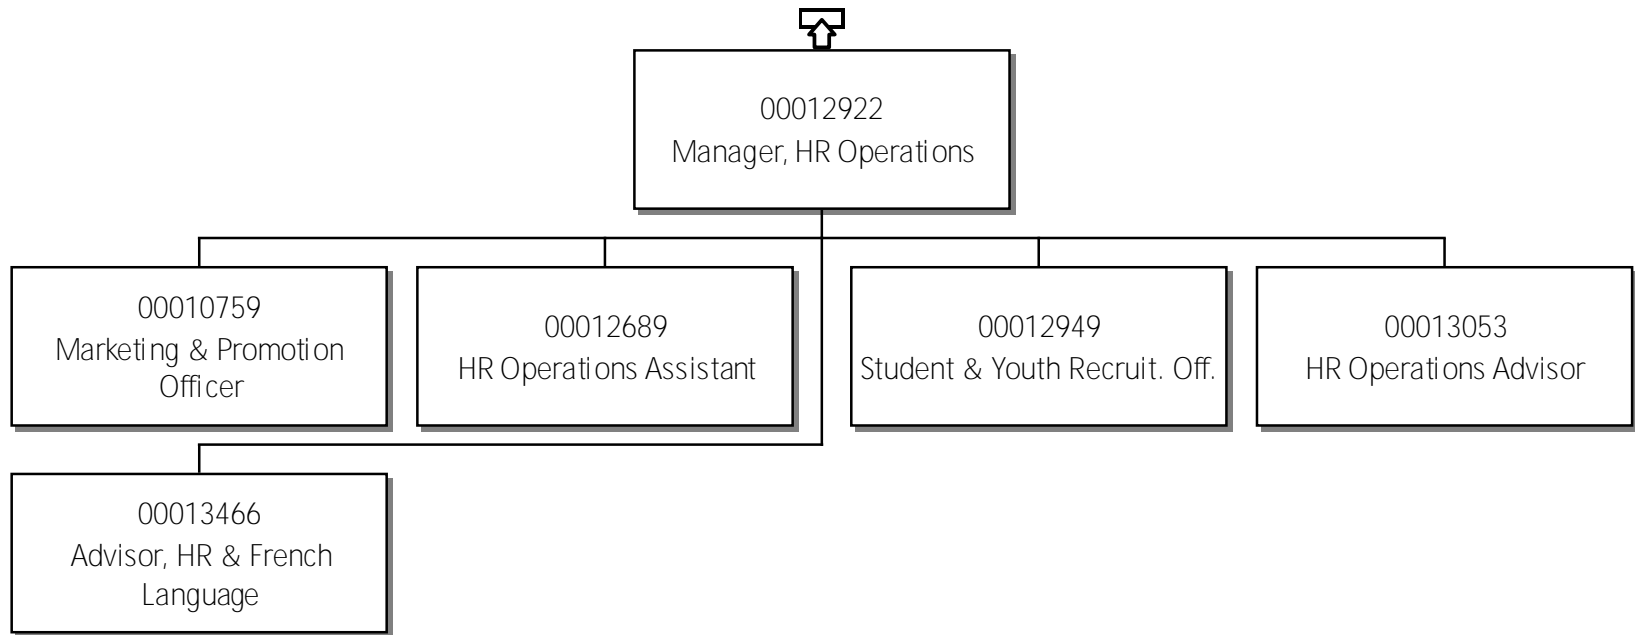 00012922
Manager, HR Operations
00010759
Marketing & Promotion
Officer
00012689
HR Operations Assistant
00012949
Student & Youth Recruit. Off.
00013053
HR Operations Advisor
00013466
Advisor, HR & French
Language